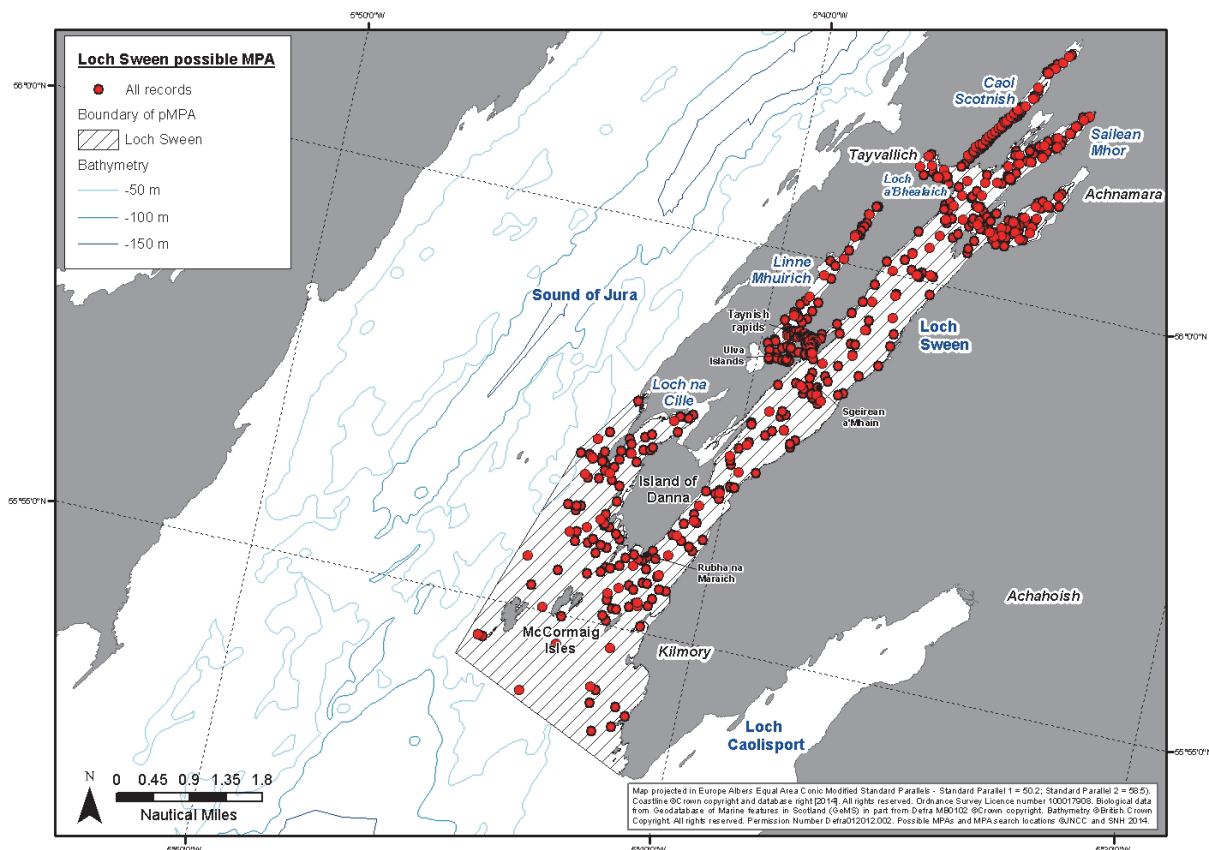 5°50'0"W
5°40'0"W
Loch Sween possible MPA
All records
Boundary of pMPA
Loch Sween
Bathymetry
-50 m
-100 m
-150 m
56°0'0"N
Caol
Scotnish
Sailean
Mhor
Tayvallich
Loch
a'Bhealaich
Achnamara
Linne
Mhuirich
Sound of Jura
Taynish
rapids
Ulva
Islands
Loch
Sween
56°0'0"N
Loch na
Cille
Sgeirean
a'Mhain
Island of
Danna
55°55'0"N
Rubha na
Maraich
Achahoish
McCormaig
Isles
Kilmory
Loch
Caolisport
55°55'0"N
N
0 0.45 0.9 1.35 1.8
Nautical Miles
Map projected in Europe Albers Equal Area Conic Modified Standard Parallels - Standard Parallel 1 = 50.2; Standard Parallel 2 = 58.5).
Coastline ©Crown copyright and database right [2014]. All rights reserved. Ordnance Survey Licence number 100017908. Biological data
from Geodatabase of Marine features in Scotland (GeMS) in part from Defra MB0102 ©Crown copyright. Bathymetry ©British Crown
Copyright. All rights reserved. Permission Number Defra012012.002. Possible MPAs and MPA search locations ©JNCC and SNH 2014.